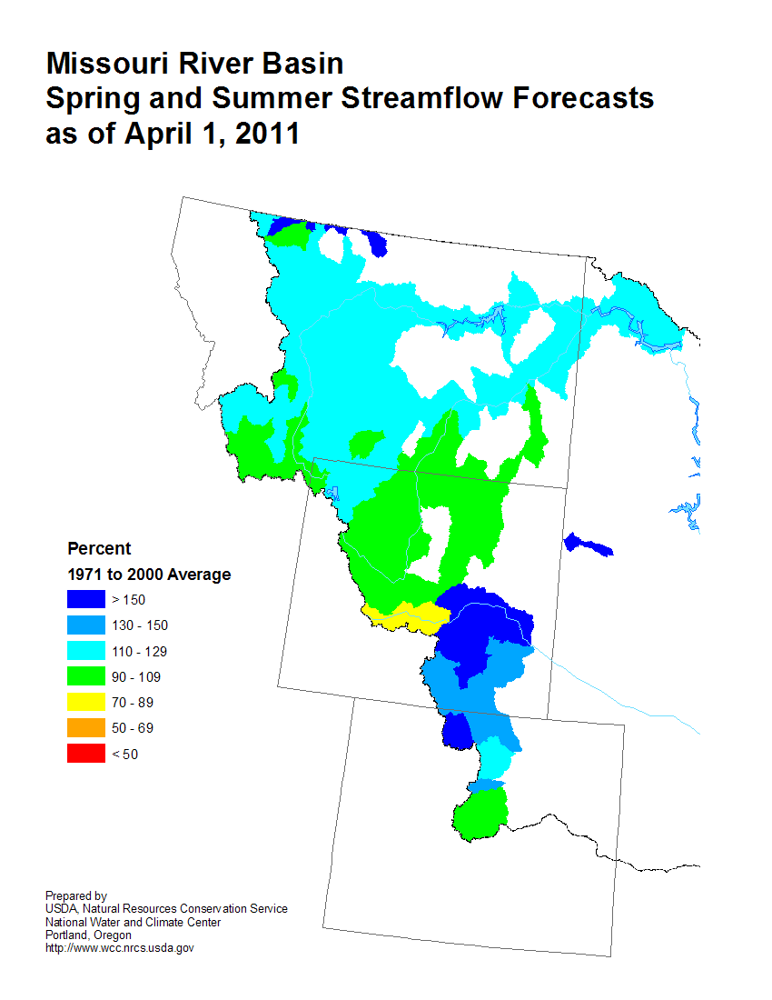 Missouri River Basin
Spring and Summer Streamflow Forecasts
as of April 1, 2011
Percent
1971 to 2000 Average
> 150
130 - 150
110 - 129
90 - 109
70 - 89
50 - 69
< 50
Prepared by
USDA, Natural Resources Conservation Service
National Water and Climate Center
Portland, Oregon
http://www.wcc.nrcs.usda.gov